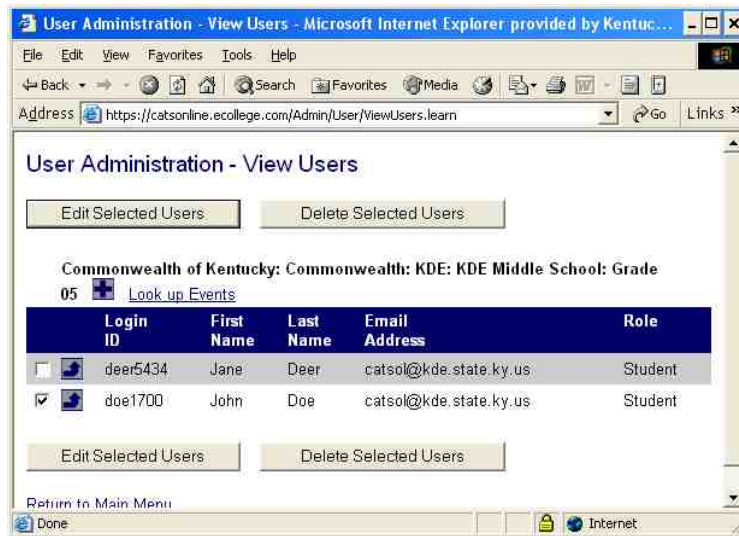 User Administration - View Users - Microsoft Internet Explorer provided by Kentuc...
File Edit View Favorites Tools Help
Back Search Favorites Media
Address https://catsonline.ecollege.com/Admin/User/ViewUsers.learn Go Links »
User Administration - View Users
Edit Selected Users Delete Selected Users
Commonwealth of Kentucky: Commonwealth: KDE: KDE Middle School: Grade
05 Look up Events
Login First Last Email Role
ID Name Name Address
deer5434 Jane Deer catsol@kde.state.ky.us Student
doe1700 John Doe catsol@kde.state.ky.us Student
Edit Selected Users Delete Selected Users
Return to Main Menu
Done Internet